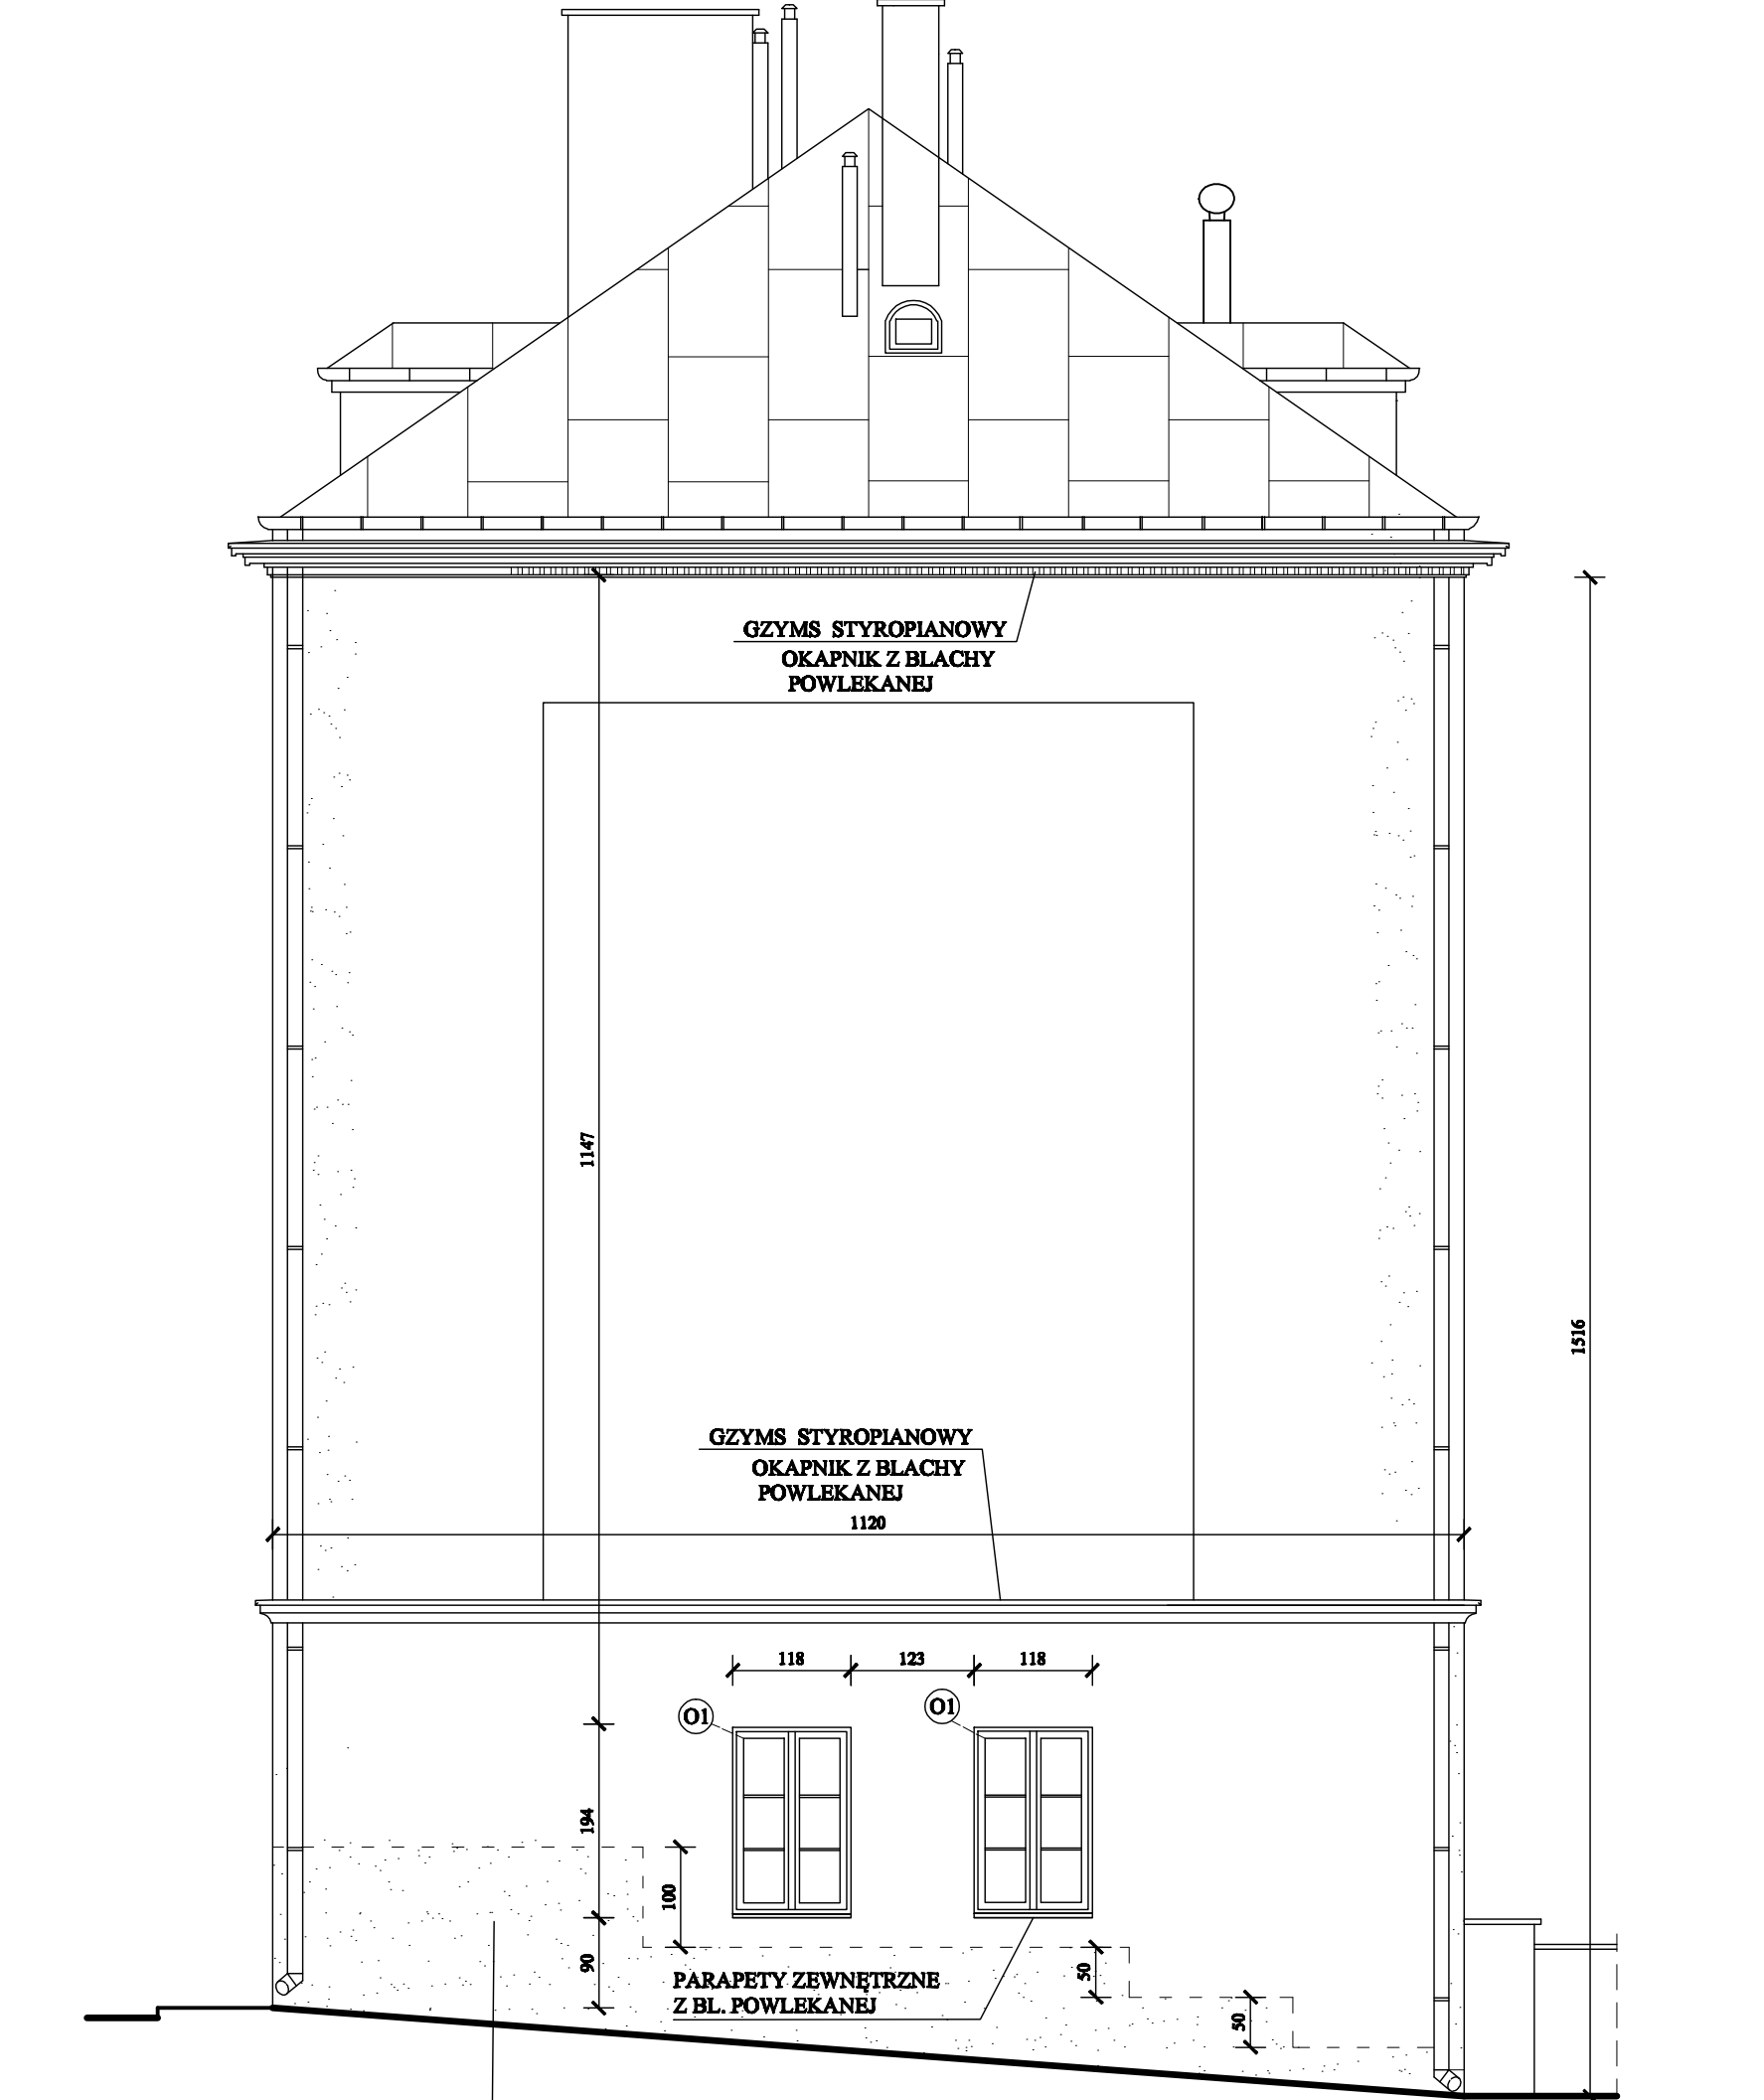 GZYMS STYROPIANOWY
OKAPNIK Z BLACHY
POWLEKANEJ
1147
1516
GZYMS STYROPIANOWY
OKAPNIK Z BLACHY
POWLEKANEJ
1120
118 123 118
O1 O1
194
100
90
50
PARAPETY ZEWNĘTRZNE
Z BL. POWLEKANEJ
50